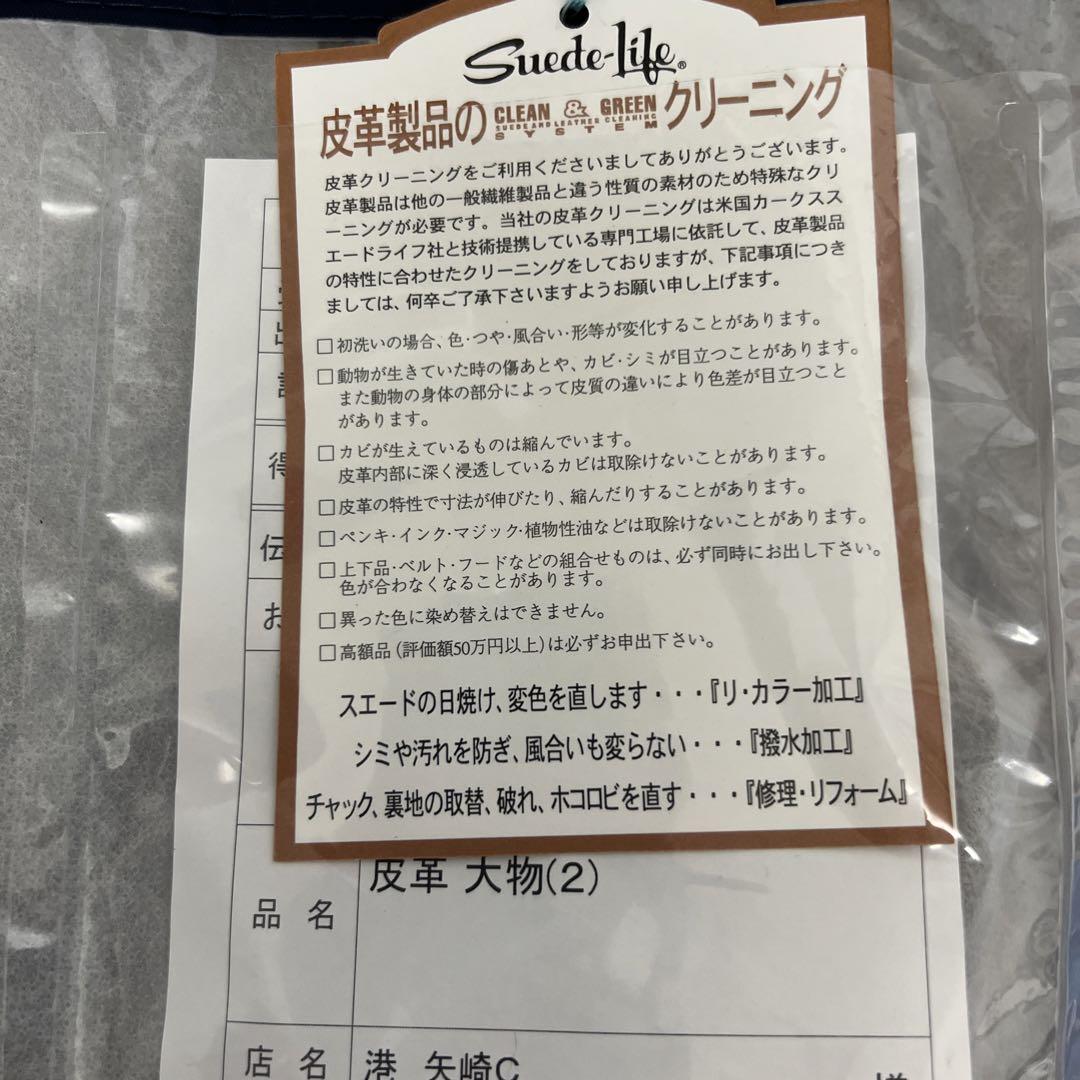 Suede-Life®
皮革製品の CLEAN & GREEN クリーニング
SUEDE AND LEATHER CLEANING
SYSTEM
皮革クリーニングをご利用くださいましてありがとうございます。
皮革製品は他の一般繊維製品と違う性質の素材のため特殊なクリ
ーニングが必要です。当社の皮革クリーニングは米国カークスス
エードライフ社と技術提携している専門工場に依託して、皮革製品
の特性に合わせたクリーニングをしておりますが、下記事項につき
ましては、何卒ご了承下さいますようお願い申し上げます。
□初洗いの場合、色・つや・風合い・形等が変化することがあります。
□動物が生きていた時の傷あとや、カビ・シミが目立つことがあります。
また動物の身体の部分によって皮質の違いにより色差が目立つこと
があります。
□カビが生えているものは縮んでいます。
皮革内部に深く浸透しているカビは取除けないことがあります。
□皮革の特性で寸法が伸びたり、縮んだりすることがあります。
□ペンキ・インク・マジック・植物性油などは取除けないことがあります。
□上下品・ベルト・フードなどの組合せものは、必ず同時にお出し下さい。
色が合わなくなることがあります。
□異った色に染め替えはできません。
□高額品(評価額50万円以上)は必ずお申出下さい。
スエードの日焼け、変色を直します・・・『リ・カラー加工』
シミや汚れを防ぎ、風合いも変らない・・・『撥水加工』
チャック、裏地の取替、破れ、ホコロビを直す・・・『修理・リフォーム』
得
伝
お
皮革 大物(2)
品 名
店 名 港 矢崎C 様